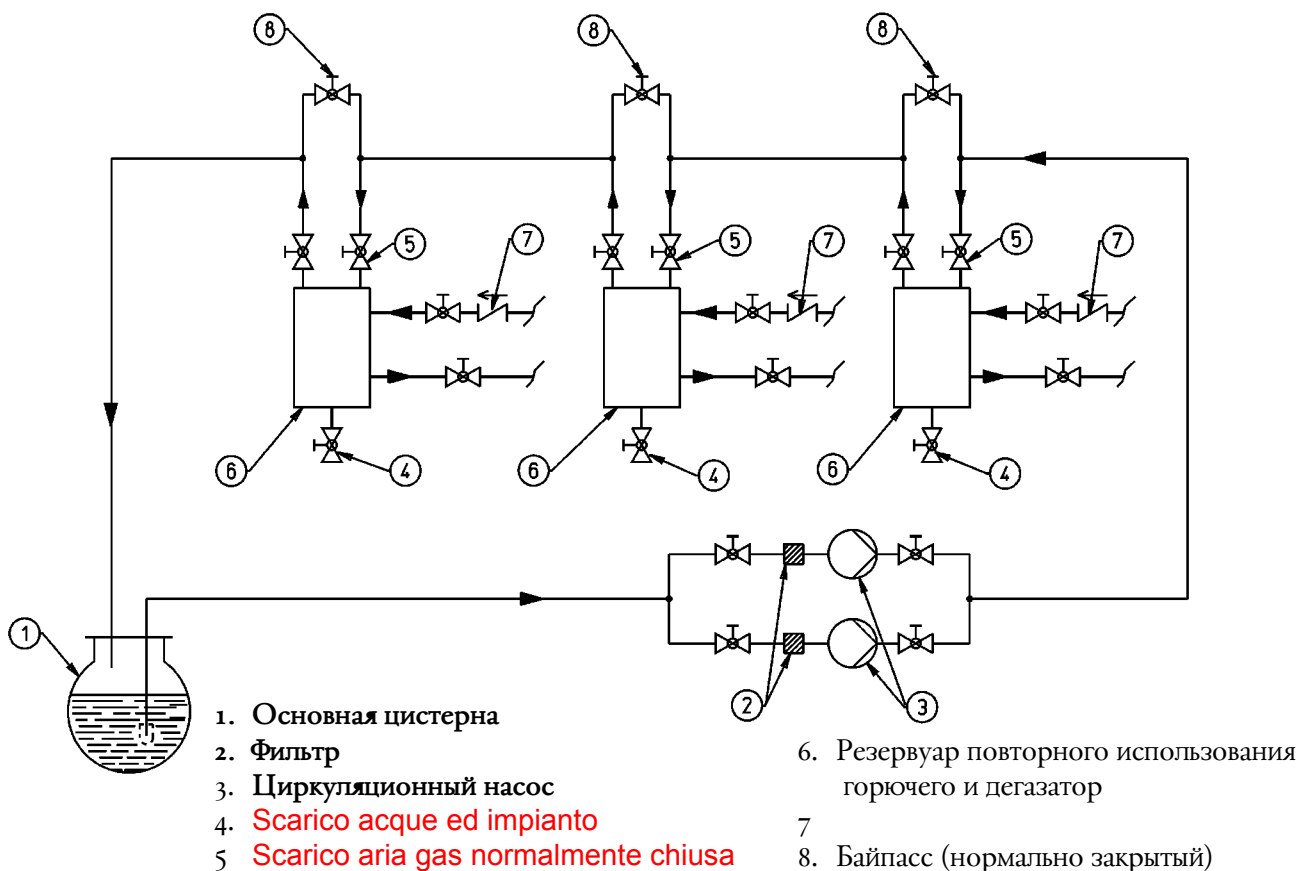 8 8 8
5 7 5 7 5 7
6 4 6 4 6 4
1
2 3
1. Основная цистерна
2. Фильтр
3. Циркуляционный насос
4. Scarico acque ed impianto
5 Scarico aria gas normalmente chiusa
6. Резервуар повторного использования
горючего и дегазатор
7
8. Байпасс (нормально закрытый)